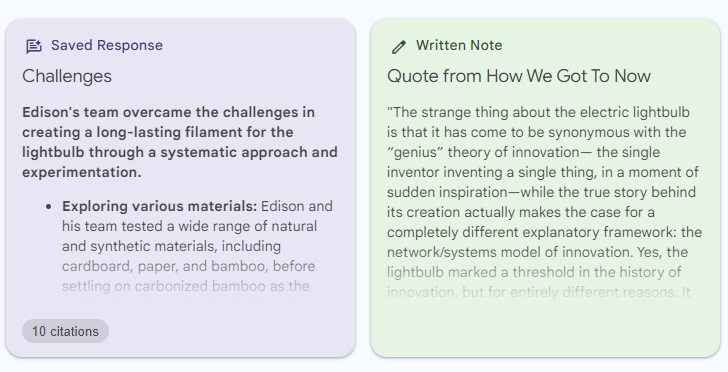 Saved Response
Challenges
Edison's team overcame the challenges in
creating a long-lasting filament for the
lightbulb through a systematic approach and
experimentation.
• Exploring various materials: Edison and
his team tested a wide range of natural
and synthetic materials, including
cardboard, paper, and bamboo, before
settling on carbonized bamboo as the
10 citations
Written Note
Quote from How We Got To Now
"The strange thing about the electric lightbulb
is that it has come to be synonymous with the
“genius” theory of innovation— the single
inventor inventing a single thing, in a moment of
sudden inspiration—while the true story behind
its creation actually makes the case for a
completely different explanatory framework: the
network/systems model of innovation. Yes, the
lightbulb marked a threshold in the history of
innovation, but for entirely different reasons. It